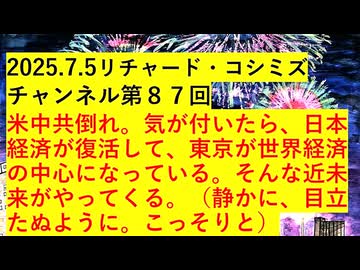 2025.7.5リチャード・コシミズ
チャンネル第８７回
米中共倒れ。気が付いたら、日本
経済が復活して、東京が世界経済
の中心になっている。そんな近未
来がやってくる。（静かに、目立
たぬように。こっそりと）